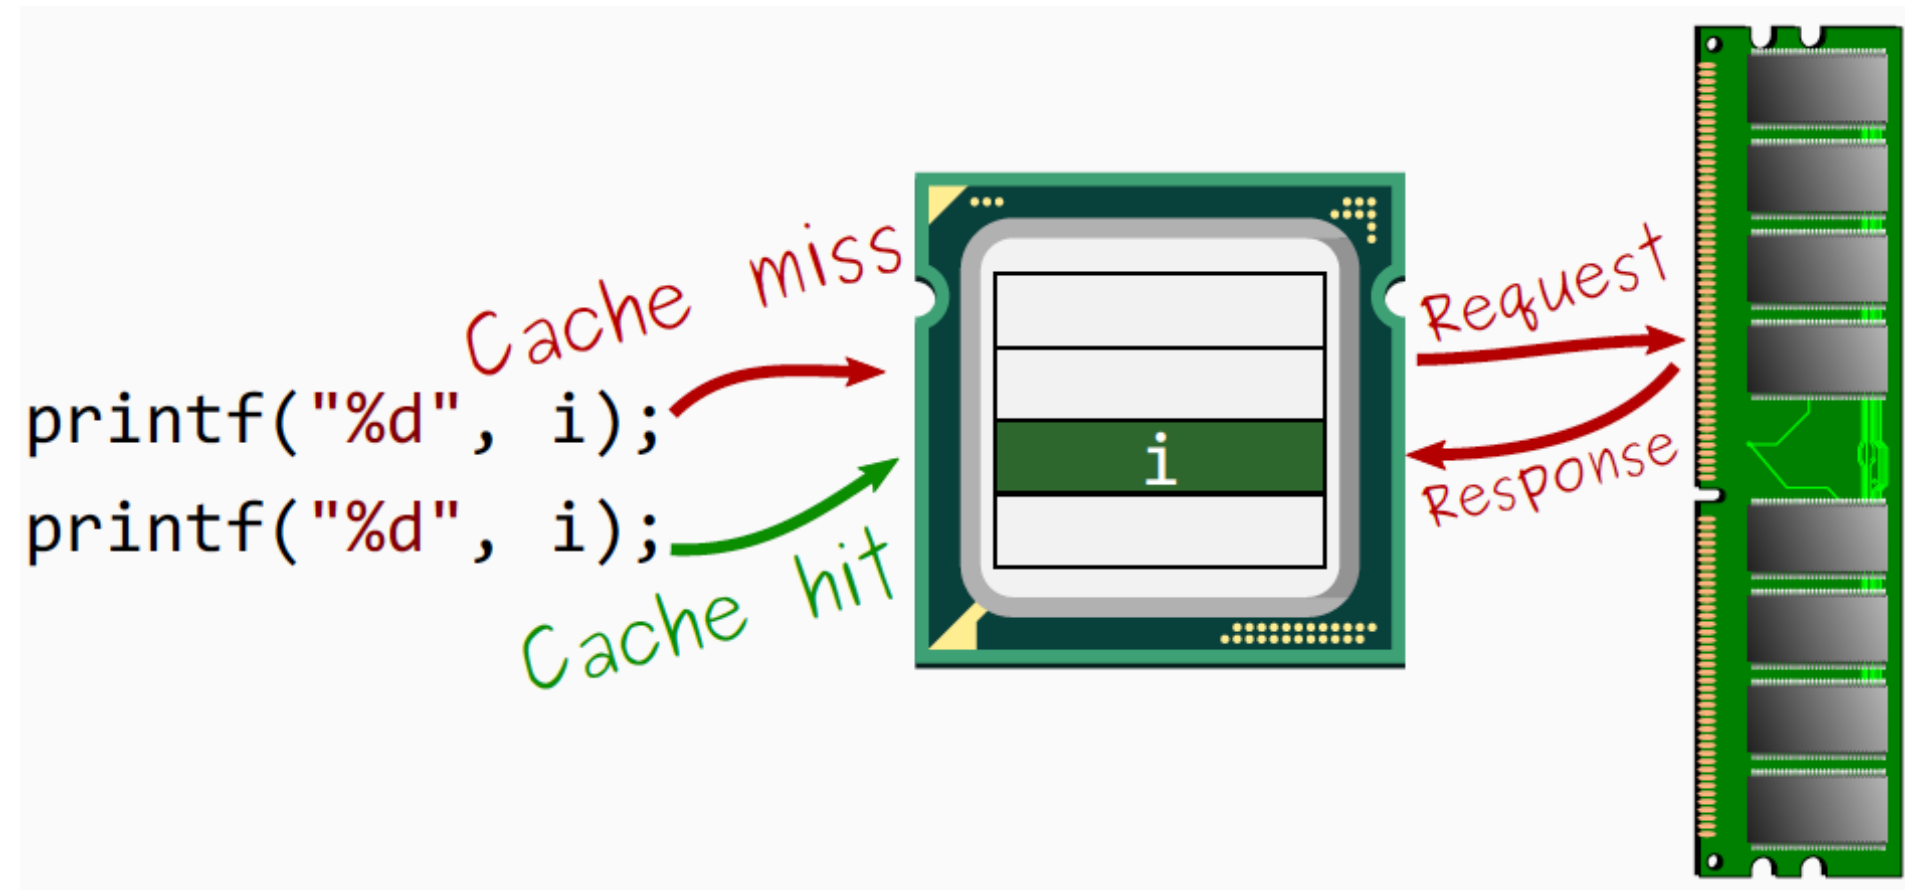 Cache miss
printf("%d", i);
printf("%d", i);
Cache hit
i
Request
Response